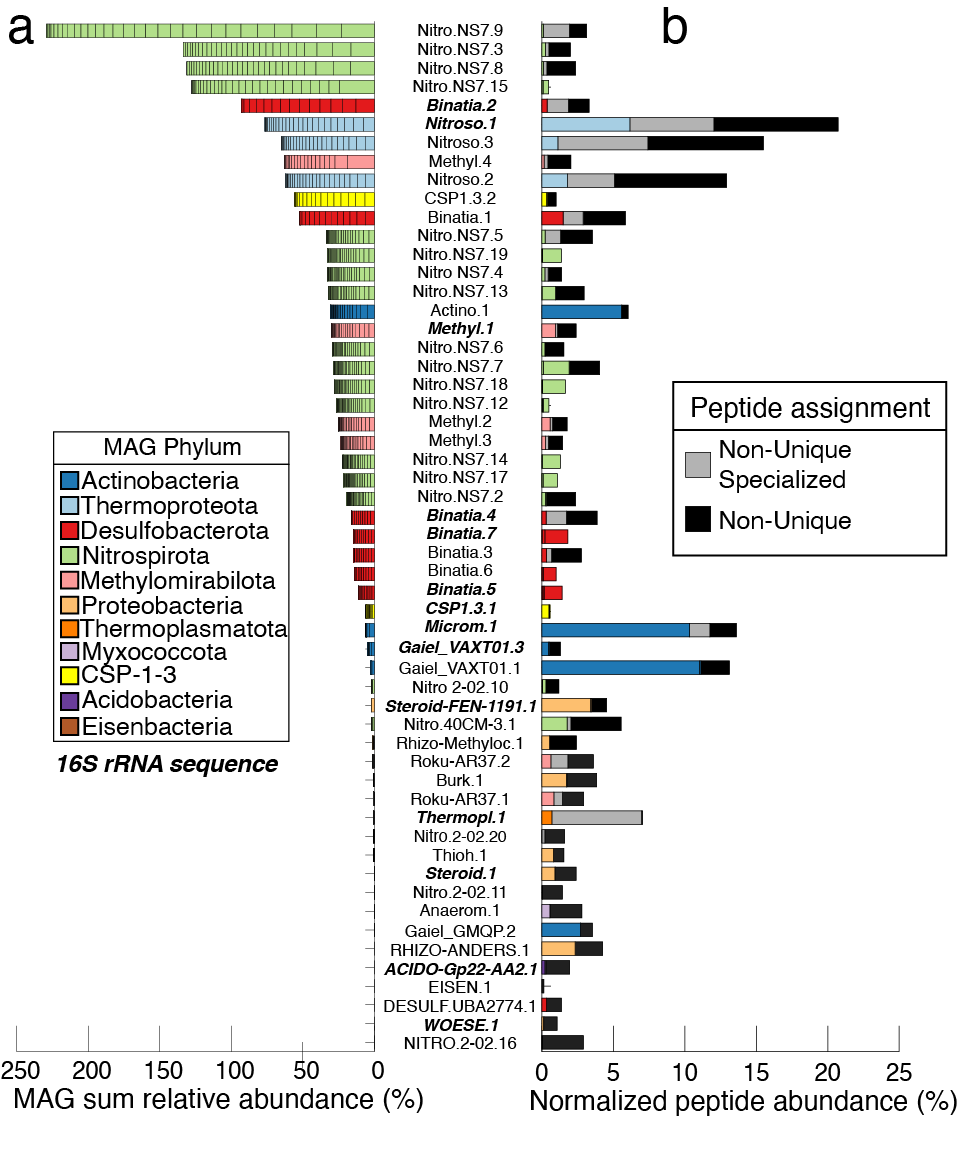 a
b
Nitro.NS7.9
Nitro.NS7.3
Nitro.NS7.8
Nitro.NS7.15
Binatia.2
Nitroso.1
Nitroso.3
Methyl.4
Nitroso.2
CSP1.3.2
Binatia.1
Nitro.NS7.5
Nitro.NS7.19
Nitro NS7.4
Nitro.NS7.13
Actino.1
Methyl.1
Nitro.NS7.6
Nitro.NS7.7
Nitro.NS7.18
Nitro.NS7.12
Methyl.2
Methyl.3
Nitro.NS7.14
Nitro.NS7.17
Nitro.NS7.2
Binatia.4
Binatia.7
Binatia.3
Binatia.6
Binatia.5
CSP1.3.1
Microm.1
Gaiel_VAXT01.3
Gaiel_VAXT01.1
Nitro 2-02.10
Steroid-FEN-1191.1
Nitro.40CM-3.1
Rhizo-Methyloc.1
Roku-AR37.2
Burk.1
Roku-AR37.1
Thermopl.1
Nitro.2-02.20
Thioh.1
Steroid.1
Nitro.2-02.11
Anaerom.1
Gaiel_GMQP.2
RHIZO-ANDERS.1
ACIDO-Gp22-AA2.1
EISEN.1
DESULF.UBA2774.1
WOESE.1
NITRO.2-02.16
MAG Phylum
Actinobacteria
Thermoproteota
Desulfobacterota
Nitrospirota
Methylomirabilota
Proteobacteria
Thermoplasmatota
Myxococcota
CSP-1-3
Acidobacteria
Eisenbacteria
16S rRNA sequence
Peptide assignment
Non-Unique
Specialized
Non-Unique
250 200 150 100 50 0
MAG sum relative abundance (%)
0 5 10 15 20 25
Normalized peptide abundance (%)